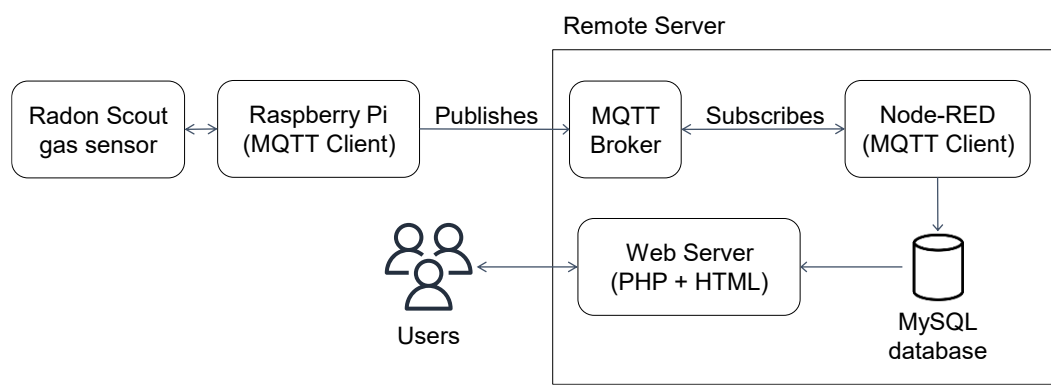 Remote Server
Radon Scout
gas sensor
Raspberry Pi
(MQTT Client)
Publishes
MQTT
Broker
Subscribes
Node-RED
(MQTT Client)
Users
Web Server
(PHP + HTML)
MySQL
database